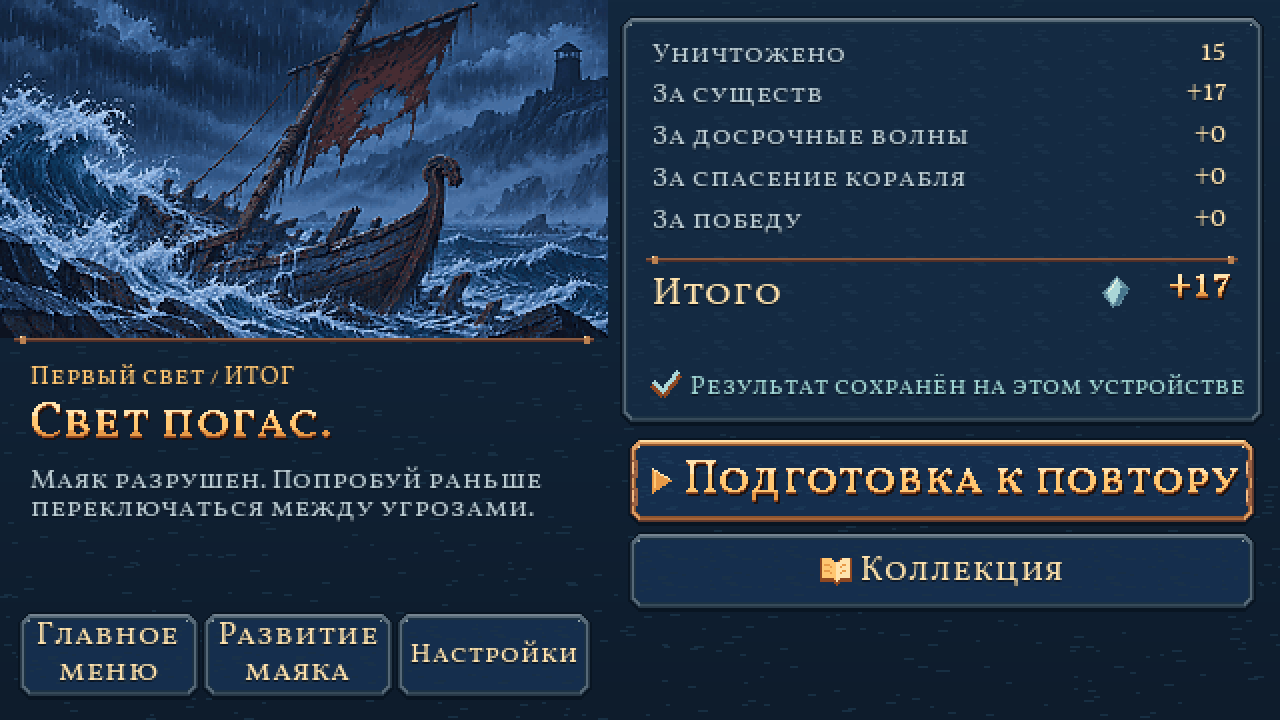 Уничтожено 15
За существ +17
За досрочные волны +0
За спасение корабля +0
За победу +0
Итого +17
Результат сохранён на этом устройстве
Первый свет / ИТОГ
Свет погас.
Маяк разрушен. Попробуй раньше
переключаться между угрозами.
Подготовка к повтору
Коллекция
Главное
меню
Развитие
маяка
Настройки